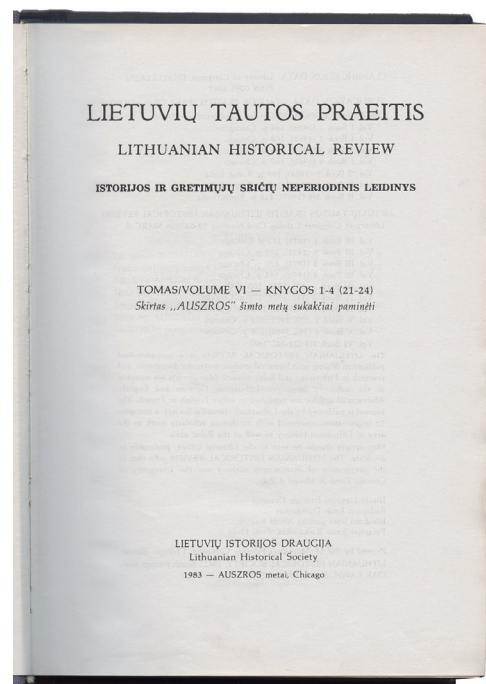 LIETUVIŲ TAUTOS PRAEITIS
LITHUANIAN HISTORICAL REVIEW
ISTORIJOS IR GRETIMŲJŲ SRIČIŲ NEPERIODINIS LEIDINYS
TOMAS/VOLUME VI — KNYGOS 1-4 (21-24)
Skirtas ,,AUSZROS" šimto metų sukakčiai paminėti
LIETUVIŲ ISTORIJOS DRAUGIJA
Lithuanian Historical Society
1983 — AUSZROS metai, Chicago